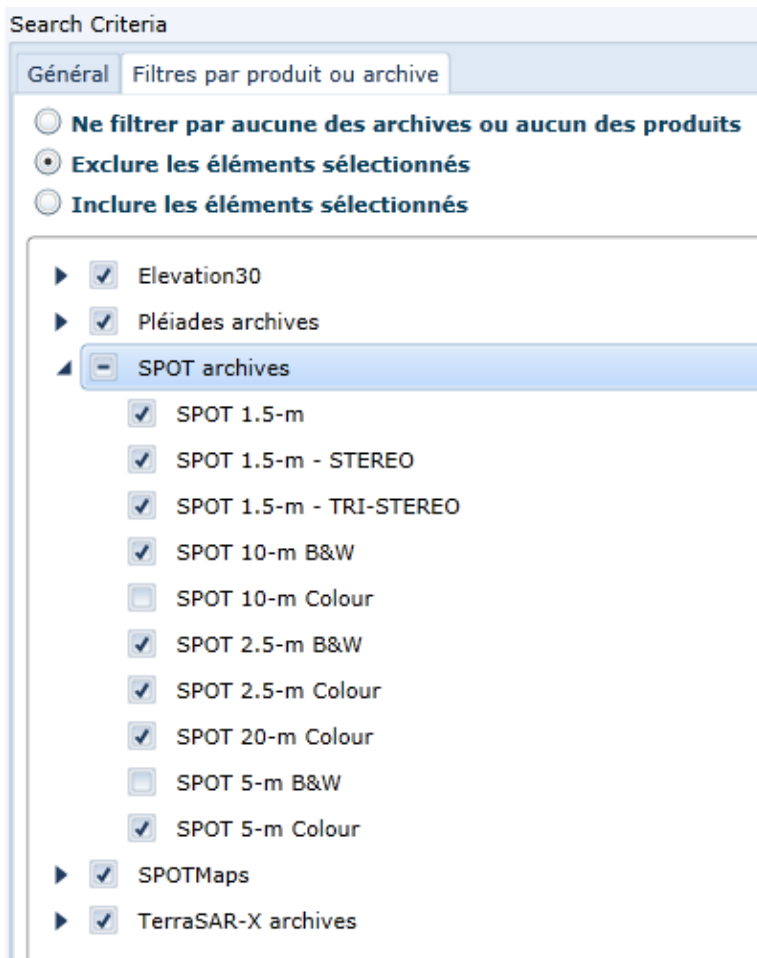 Search Criteria
Général Filtres par produit ou archive
Ne filtrer par aucune des archives ou aucun des produits
Exclure les éléments sélectionnés
Inclure les éléments sélectionnés
Elevation30
Pléiades archives
SPOT archives
SPOT 1.5-m
SPOT 1.5-m - STEREO
SPOT 1.5-m - TRI-STEREO
SPOT 10-m B&W
SPOT 10-m Colour
SPOT 2.5-m B&W
SPOT 2.5-m Colour
SPOT 20-m Colour
SPOT 5-m B&W
SPOT 5-m Colour
SPOTMaps
TerraSAR-X archives